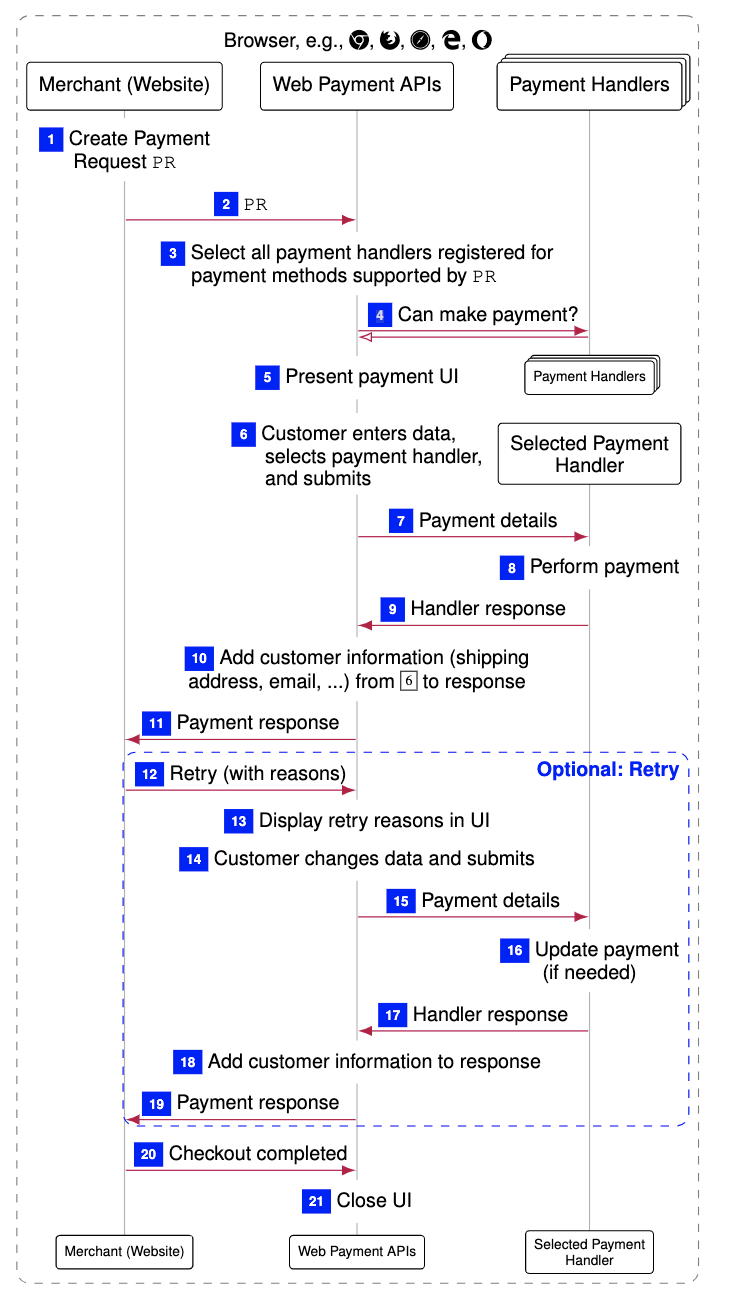 Browser, e.g., , , , ,
Merchant (Website)
Web Payment APIs
Payment Handlers
1 Create Payment
Request PR
2 PR
3 Select all payment handlers registered for
payment methods supported by PR
4 Can make payment?
5 Present payment UI
Payment Handlers
6 Customer enters data,
selects payment handler,
and submits
Selected Payment
Handler
7 Payment details
8 Perform payment
9 Handler response
10 Add customer information (shipping
address, email, ...) from 6 to response
11 Payment response
Optional: Retry
12 Retry (with reasons)
13 Display retry reasons in UI
14 Customer changes data and submits
15 Payment details
16 Update payment
(if needed)
17 Handler response
18 Add customer information to response
19 Payment response
20 Checkout completed
21 Close UI
Merchant (Website)
Web Payment APIs
Selected Payment
Handler